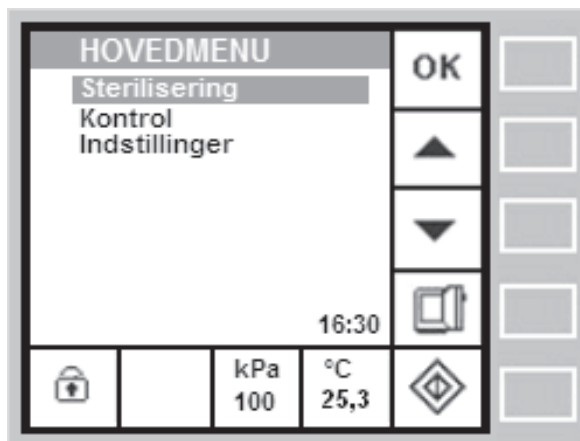 HOVEDMENU
OK
Sterilisering
Kontrol
Indstillinger
16:30
kPa
100
°C
25,3